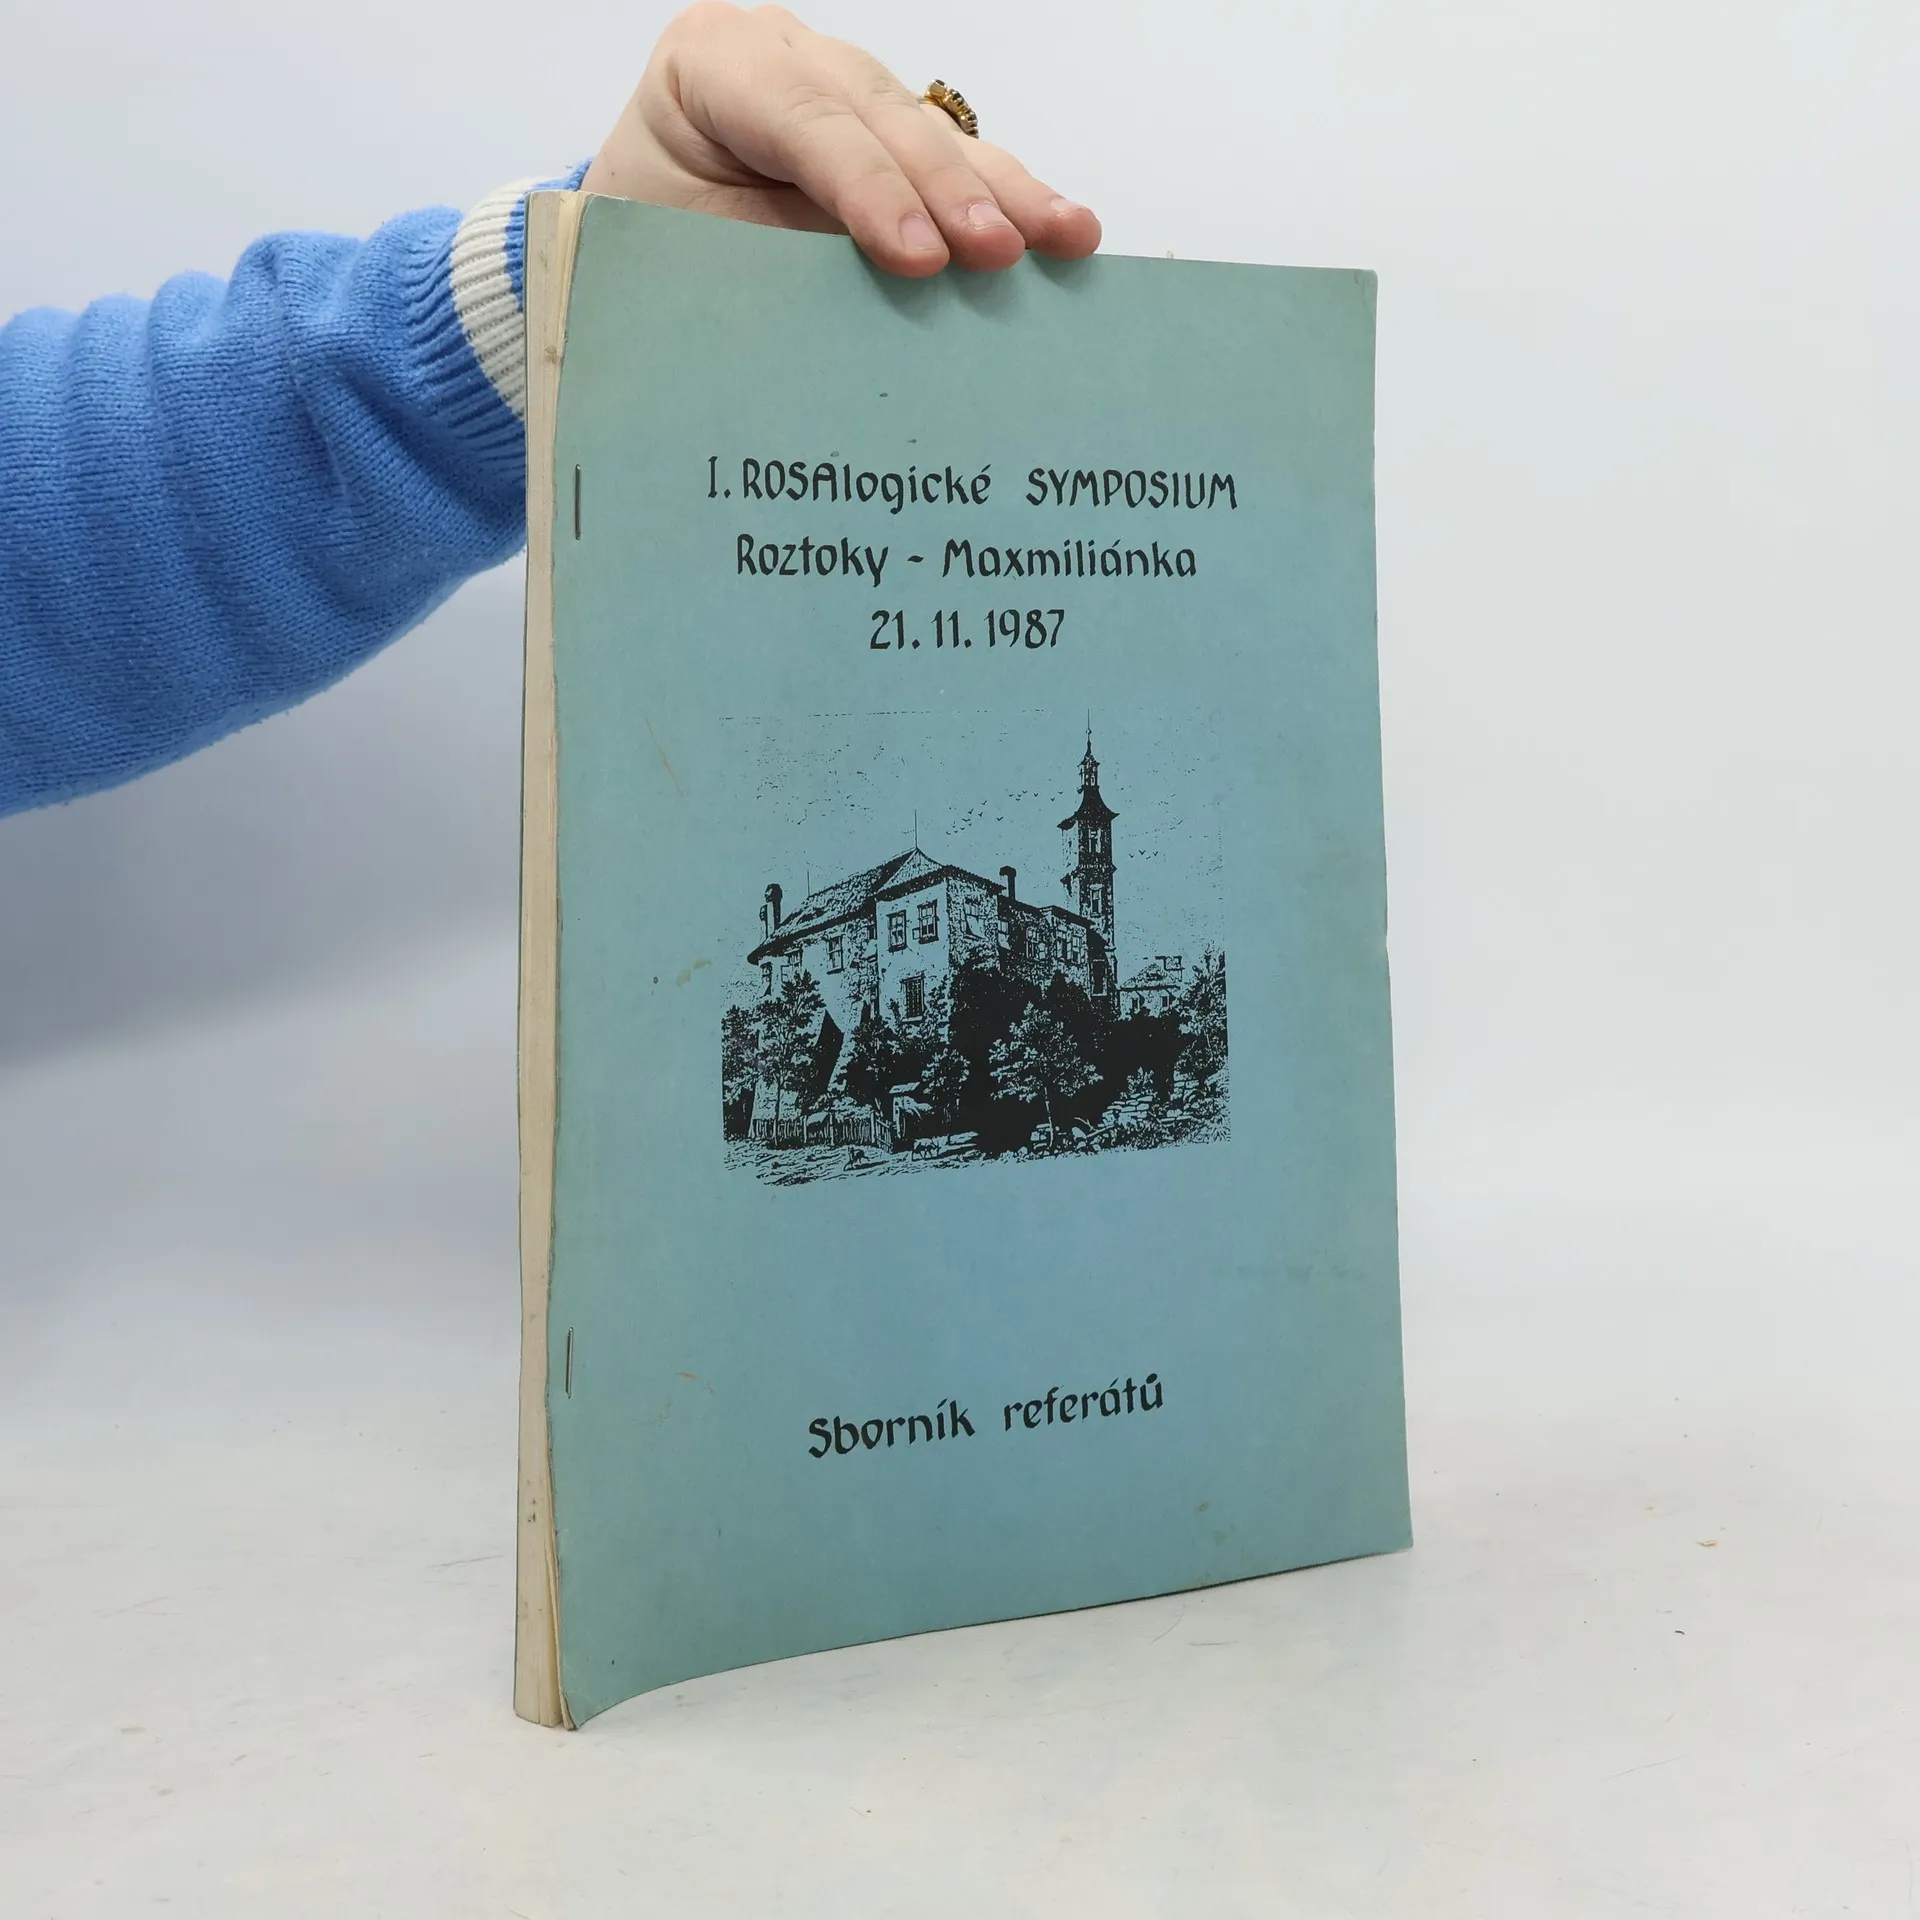 I. ROSAlogické SYMPOSIUM
Roztoky - Maxmiliánka
21. 11. 1987
Sborník referátů